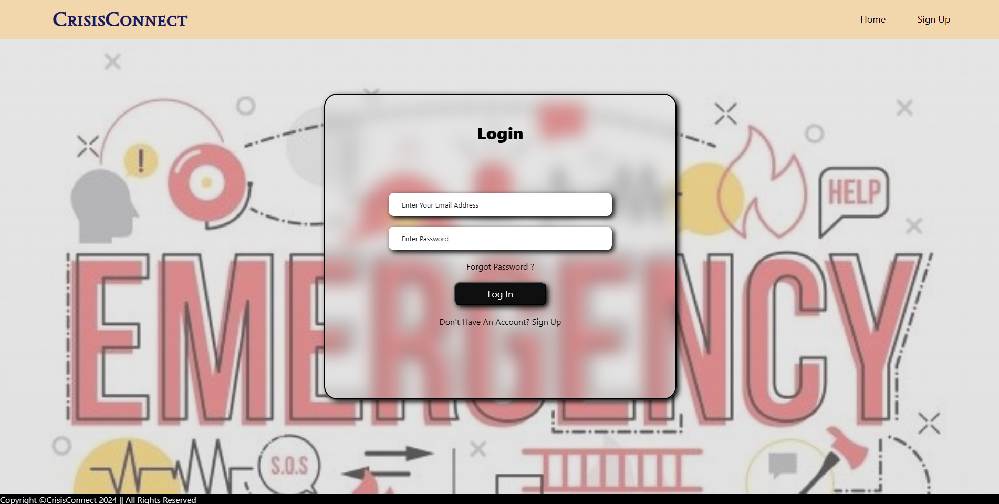 CrisisConnect
Home
Sign Up
!
Login
HELP
Enter Your Email Address
Enter Password
Forgot Password ?
Log In
Don't Have An Account? Sign Up
EMERGENCY
S.O.S
Copyright ©CrisisConnect 2024 || All Rights Reserved